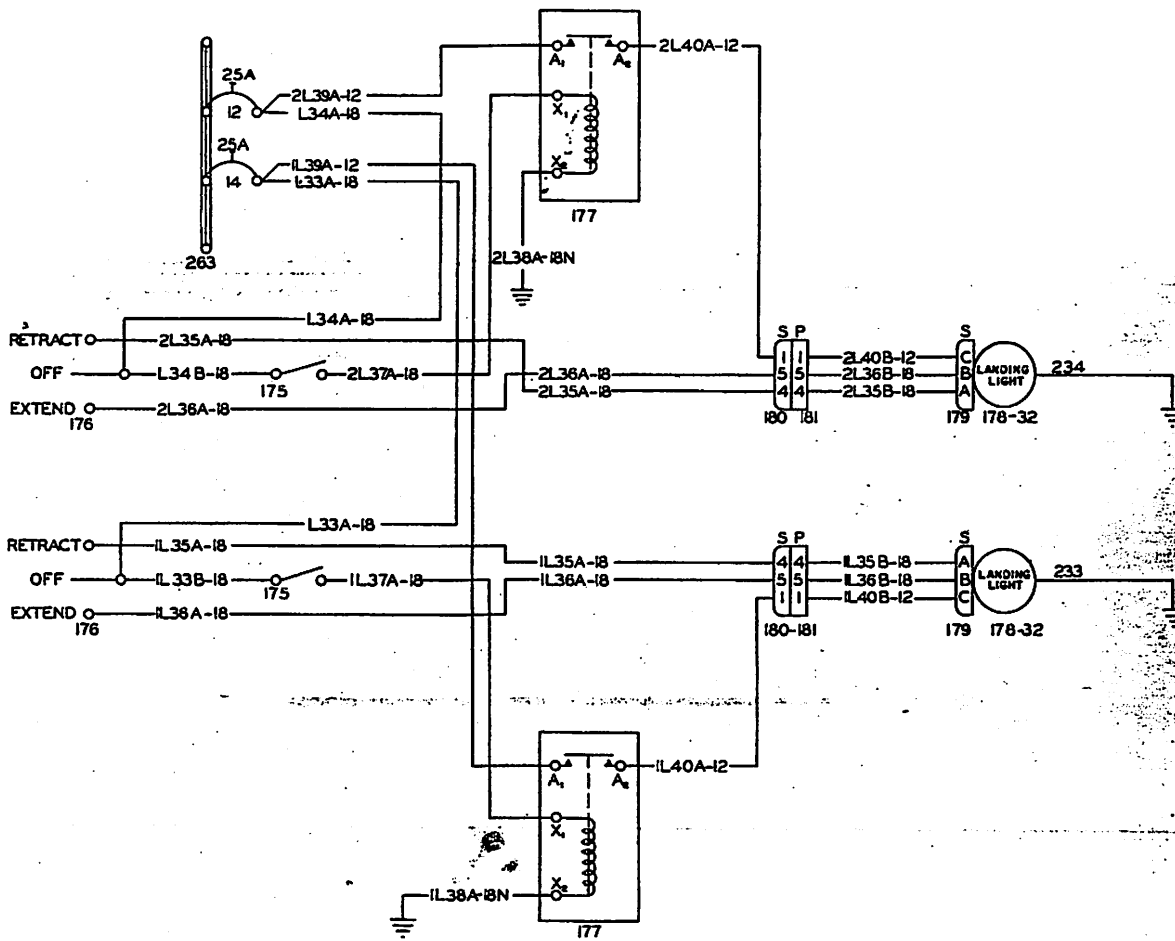 A₁ A₂ 2L40A-12
25A
2L39A-12
12 L34A-18
X₁
25A
1L39A-12
14 L33A-18
X₂
177
263
2L38A-18N
L34A-18
RETRACT 2L35A-18
OFF L34B-18 175 2L37A-18
EXTEND 2L36A-18
176
2L36A-18
2L35A-18
S P
1 1
5 5
4 4
180 181
2L40B-12
2L36B-18
2L35B-18
S
C
B
A
179
LANDING
LIGHT
178-32
234
L33A-18
RETRACT 1L35A-18
OFF 1L33B-18 175 1L37A-18
EXTEND 1L36A-18
176
1L35A-18
1L36A-18
S P
4 4
5 5
1 1
180-181
1L35B-18
1L36B-18
1L40B-12
S
A
B
C
179
LANDING
LIGHT
178-32
233
A₁ A₂ 1L40A-12
X₁
X₂
1L38A-18N
177